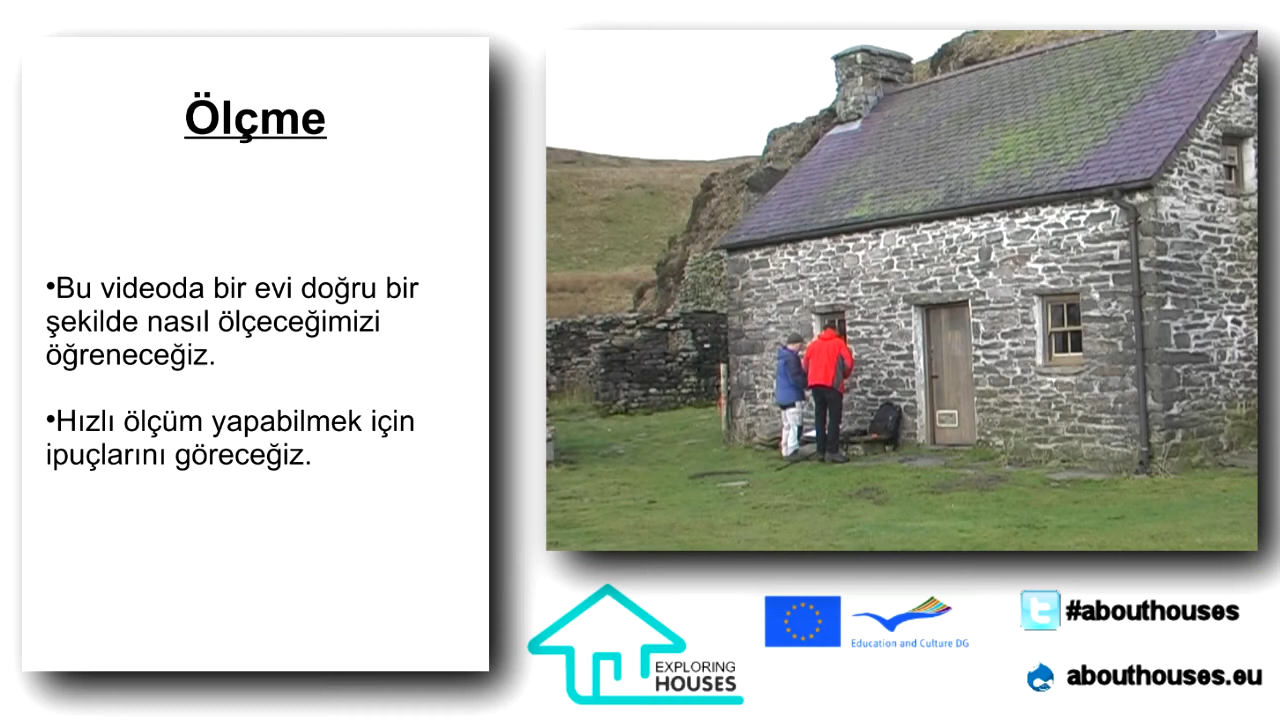 Ölçme
•Bu videoda bir evi doğru bir
şekilde nasıl ölçeceğimizi
öğreneceğiz.
•Hızlı ölçüm yapabilmek için
ipuçlarını göreceğiz.
EXPLORING
HOUSES
Education and Culture DG
#abouthouses
abouthouses.eu